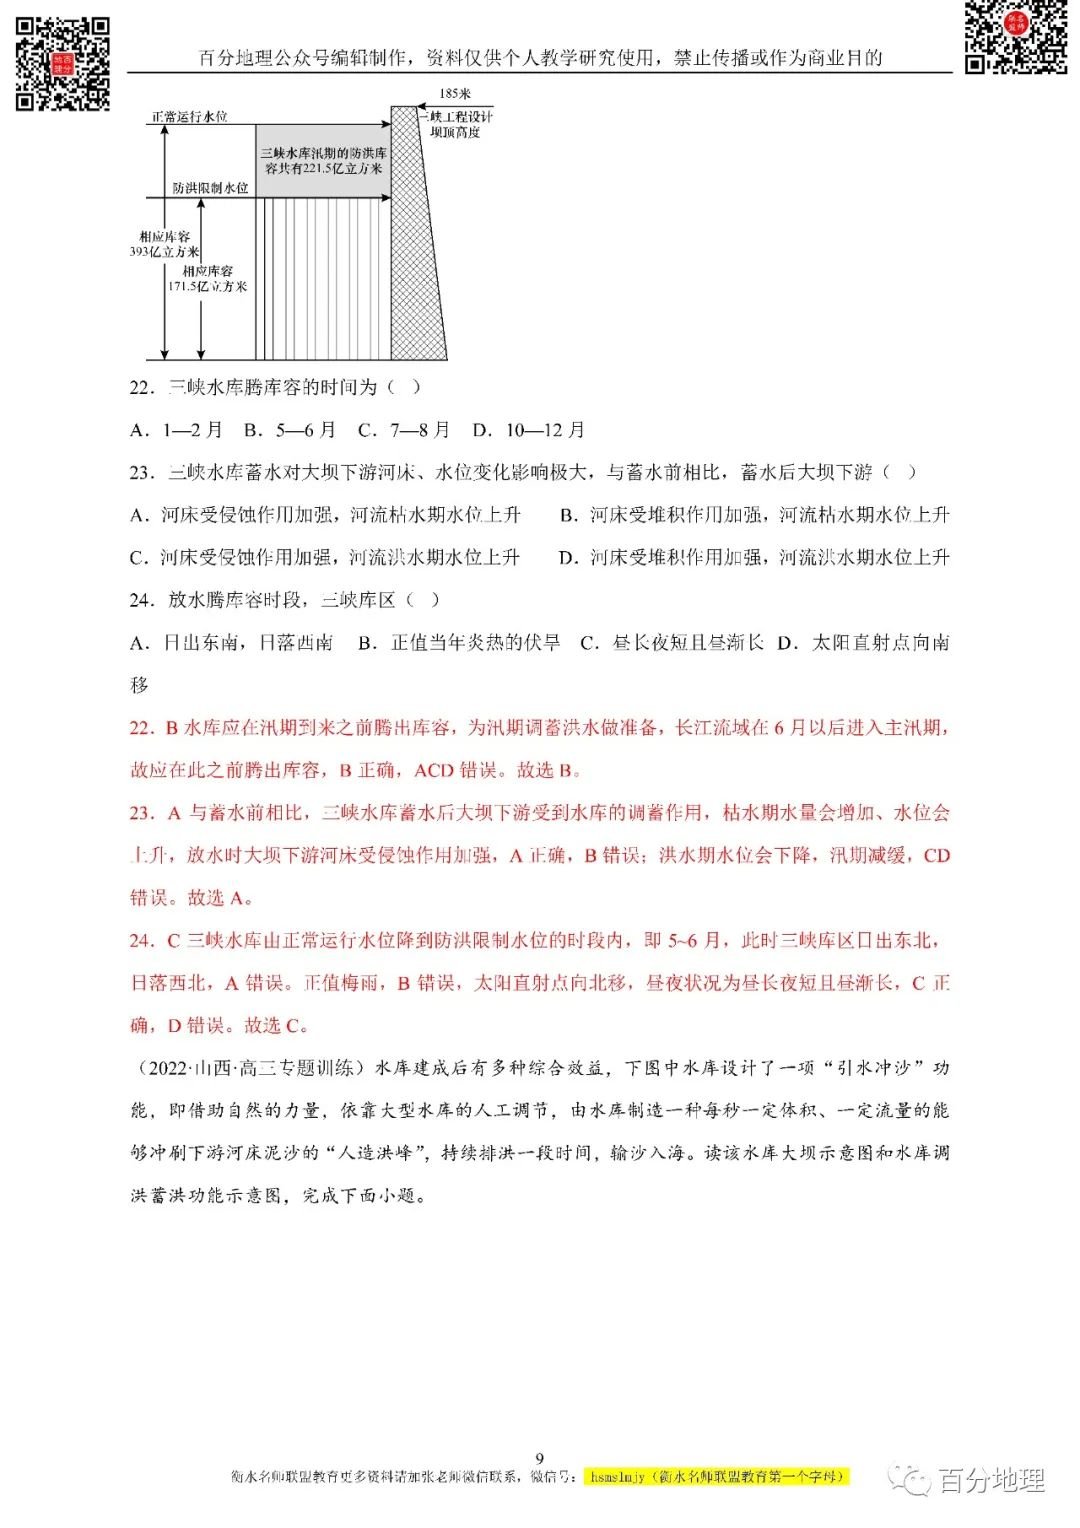 百分地理公众号编辑制作，资料仅供个人教学研究使用，禁止传播或作为商业目的
185米
正常运行水位
三峡工程设计
坝顶高度
三峡水库汛期的防洪库
容共有221.5亿立方米
防洪限制水位
相应库容
393亿立方米
相应库容
171.5亿立方米
22．三峡水库腾库容的时间为（ ）
A．1—2月 B．5—6月 C．7—8月 D．10—12月
23．三峡水库蓄水对大坝下游河床、水位变化影响极大，与蓄水前相比，蓄水后大坝下游（ ）
A．河床受侵蚀作用加强，河流枯水期水位上升 B．河床受堆积作用加强，河流枯水期水位上升
C．河床受侵蚀作用加强，河流洪水期水位上升 D．河床受堆积作用加强，河流洪水期水位上升
24．放水腾库容时段，三峡库区（ ）
A．日出东南，日落西南 B．正值当年炎热的伏旱 C．昼长夜短且昼渐长 D．太阳直射点向南
移
22．B 水库应在汛期到来之前腾出库容，为汛期调蓄洪水做准备，长江流域在 6 月以后进入主汛期，
故应在此之前腾出库容，B 正确，ACD 错误。故选 B。
23．A 与蓄水前相比，三峡水库蓄水后大坝下游受到水库的调蓄作用，枯水期水量会增加、水位会
上升，放水时大坝下游河床受侵蚀作用加强，A 正确，B 错误；洪水期水位会下降，汛期减缓，CD
错误。故选 A。
24．C 三峡水库由正常运行水位降到防洪限制水位的时段内，即 5~6 月，此时三峡库区日出东北，
日落西北，A 错误。正值梅雨，B 错误，太阳直射点向北移，昼夜状况为昼长夜短且昼渐长，C 正
确，D 错误。故选 C。
（2022·山西·高三专题训练）水库建成后有多种综合效益，下图中水库设计了一项“引水冲沙”功
能，即借助自然的力量，依靠大型水库的人工调节，由水库制造一种每秒一定体积、一定流量的能
够冲刷下游河床泥沙的“人造洪峰”，持续排洪一段时间，输沙入海。读该水库大坝示意图和水库调
洪蓄洪功能示意图，完成下面小题。
9
衡水名师联盟教育更多资料请加张老师微信联系，微信号：hsmslmjy（衡水名师联盟教育第一个字母）
百分地理